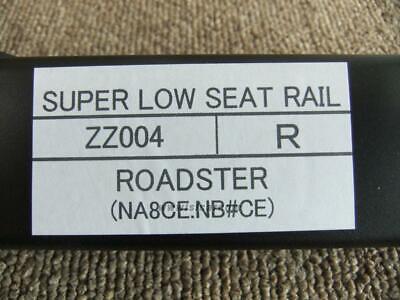 SUPER LOW SEAT RAIL
ZZ004 R
ROADSTER
(NA8CE.NB#CE)